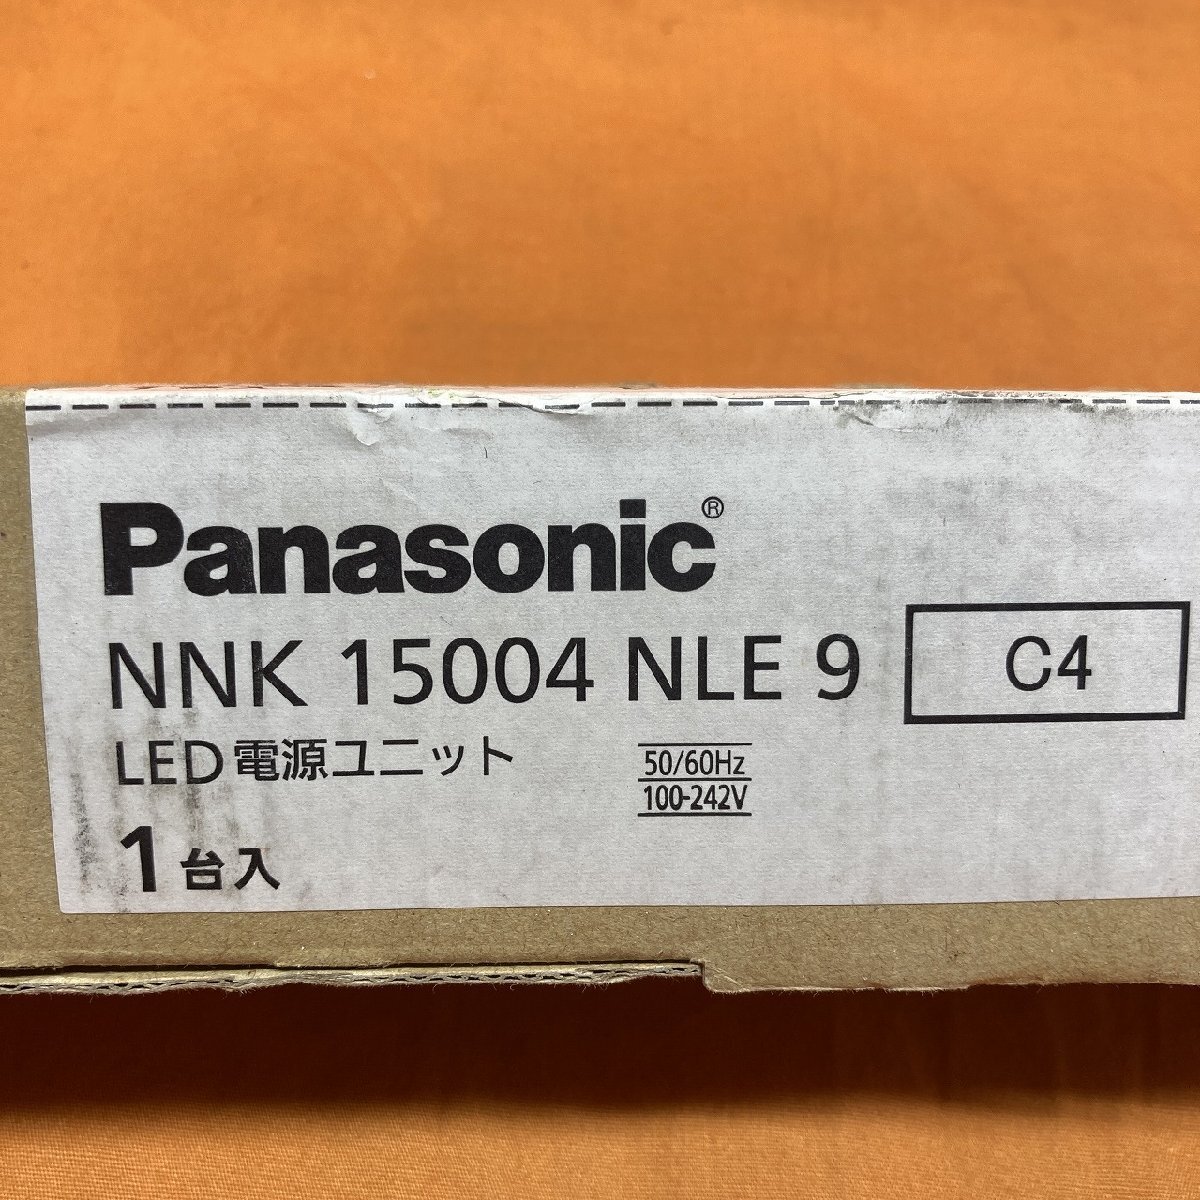 Panasonic®
NNK 15004 NLE 9 C4
LED電源ユニット
50/60Hz
100-242V
1台入